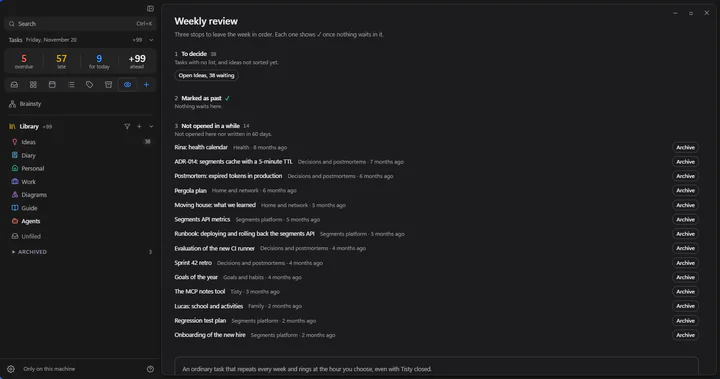 Search
Ctrl+K
Tasks Friday, November 20 +99
5 57 9 +99
overdue late for today ahead
Brainsty
Library +99
Ideas 38
Diary
Personal
Work
Diagrams
Guide
Agents
Unfiled
ARCHIVED 3
Only on this machine
Weekly review
Three stops to leave the week in order. Each one shows ✓ once nothing waits in it.
1 To decide 38
Tasks with no list, and ideas not sorted yet.
Open Ideas, 38 waiting
2 Marked as past ✓
Nothing waits here.
3 Not opened in a while 14
Not opened here nor written in 60 days.
Rina: health calendar Health · 8 months ago Archive
ADR-014: segments cache with a 5-minute TTL Decisions and postmortems · 7 months ago Archive
Postmortem: expired tokens in production Decisions and postmortems · 6 months ago Archive
Pergola plan Home and network · 6 months ago Archive
Moving house: what we learned Home and network · 5 months ago Archive
Segments API metrics Segments platform · 5 months ago Archive
Runbook: deploying and rolling back the segments API Segments platform · 5 months ago Archive
Evaluation of the new CI runner Decisions and postmortems · 4 months ago Archive
Sprint 42 retro Decisions and postmortems · 4 months ago Archive
Goals of the year Goals and habits · 4 months ago Archive
The MCP notes tool Tisty · 3 months ago Archive
Lucas: school and activities Family · 2 months ago Archive
Regression test plan Segments platform · 2 months ago Archive
Onboarding of the new hire Segments platform · 2 months ago Archive
An ordinary task that repeats every week and rings at the hour you choose, even with Tisty closed.